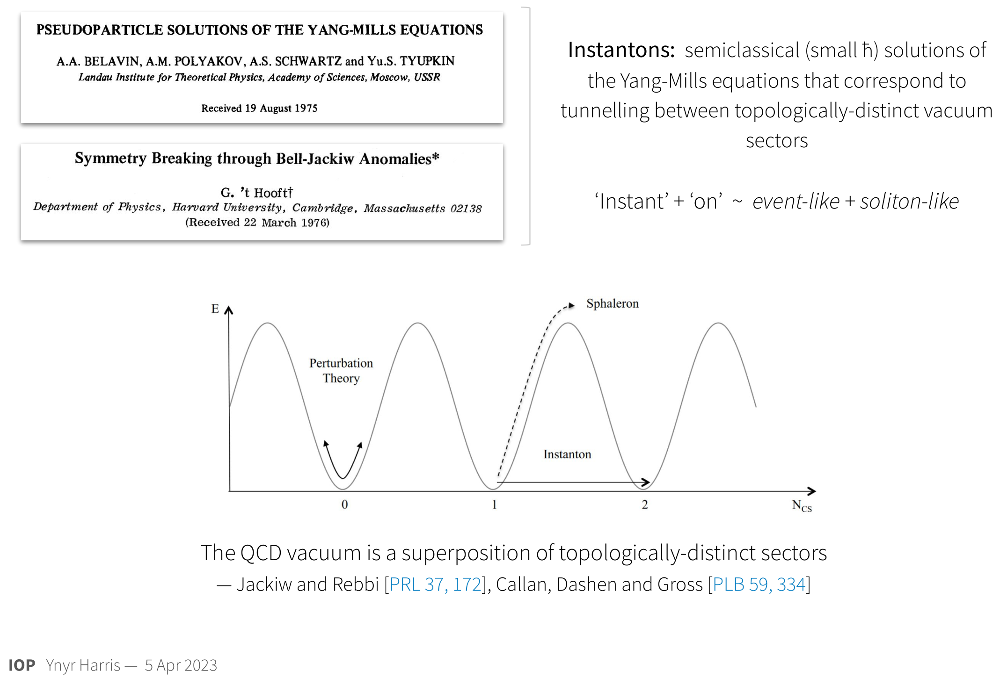 PSEUDOPARTICLE SOLUTIONS OF THE YANG-MILLS EQUATIONS
A.A. BELAVIN, A.M. POLYAKOV, A.S. SCHWARTZ and Yu.S. TYUPKIN
Landau Institute for Theoretical Physics, Academy of Sciences, Moscow, USSR
Received 19 August 1975
Symmetry Breaking through Bell-Jackiw Anomalies*
G. ’t Hooft†
Department of Physics, Harvard University, Cambridge, Massachusetts 02138
(Received 22 March 1976)
Instantons: semiclassical (small ħ) solutions of
the Yang-Mills equations that correspond to
tunnelling between topologically-distinct vacuum
sectors
‘Instant’ + ‘on’ ~ event-like + soliton-like
E
Sphaleron
Perturbation
Theory
Instanton
0 1 2 N_CS
The QCD vacuum is a superposition of topologically-distinct sectors
— Jackiw and Rebbi [PRL 37, 172], Callan, Dashen and Gross [PLB 59, 334]
IOP Ynyr Harris — 5 Apr 2023